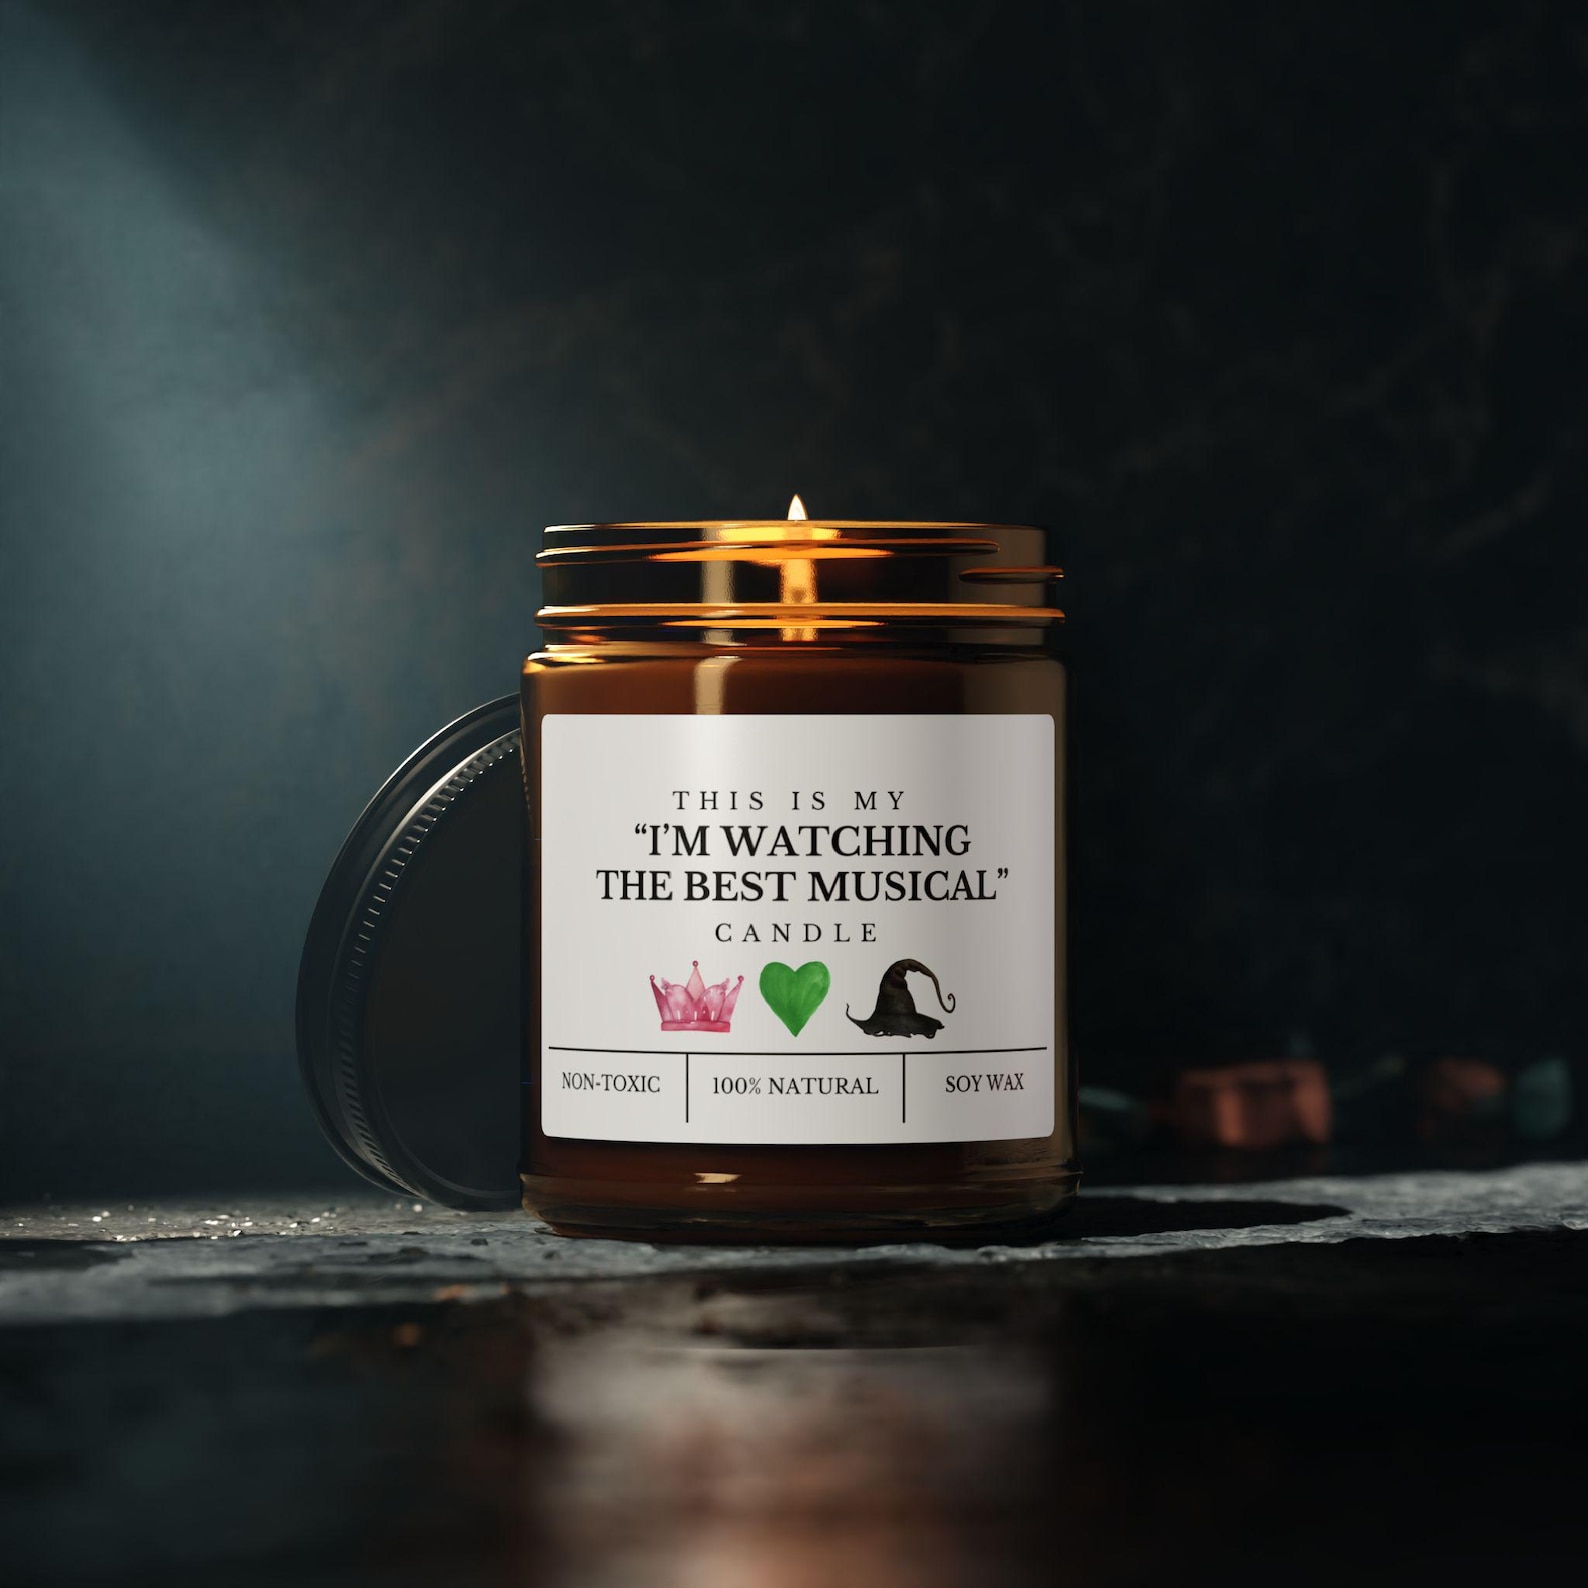 THIS IS MY
“I’M WATCHING
THE BEST MUSICAL”
CANDLE
NON-TOXIC
100% NATURAL
SOY WAX